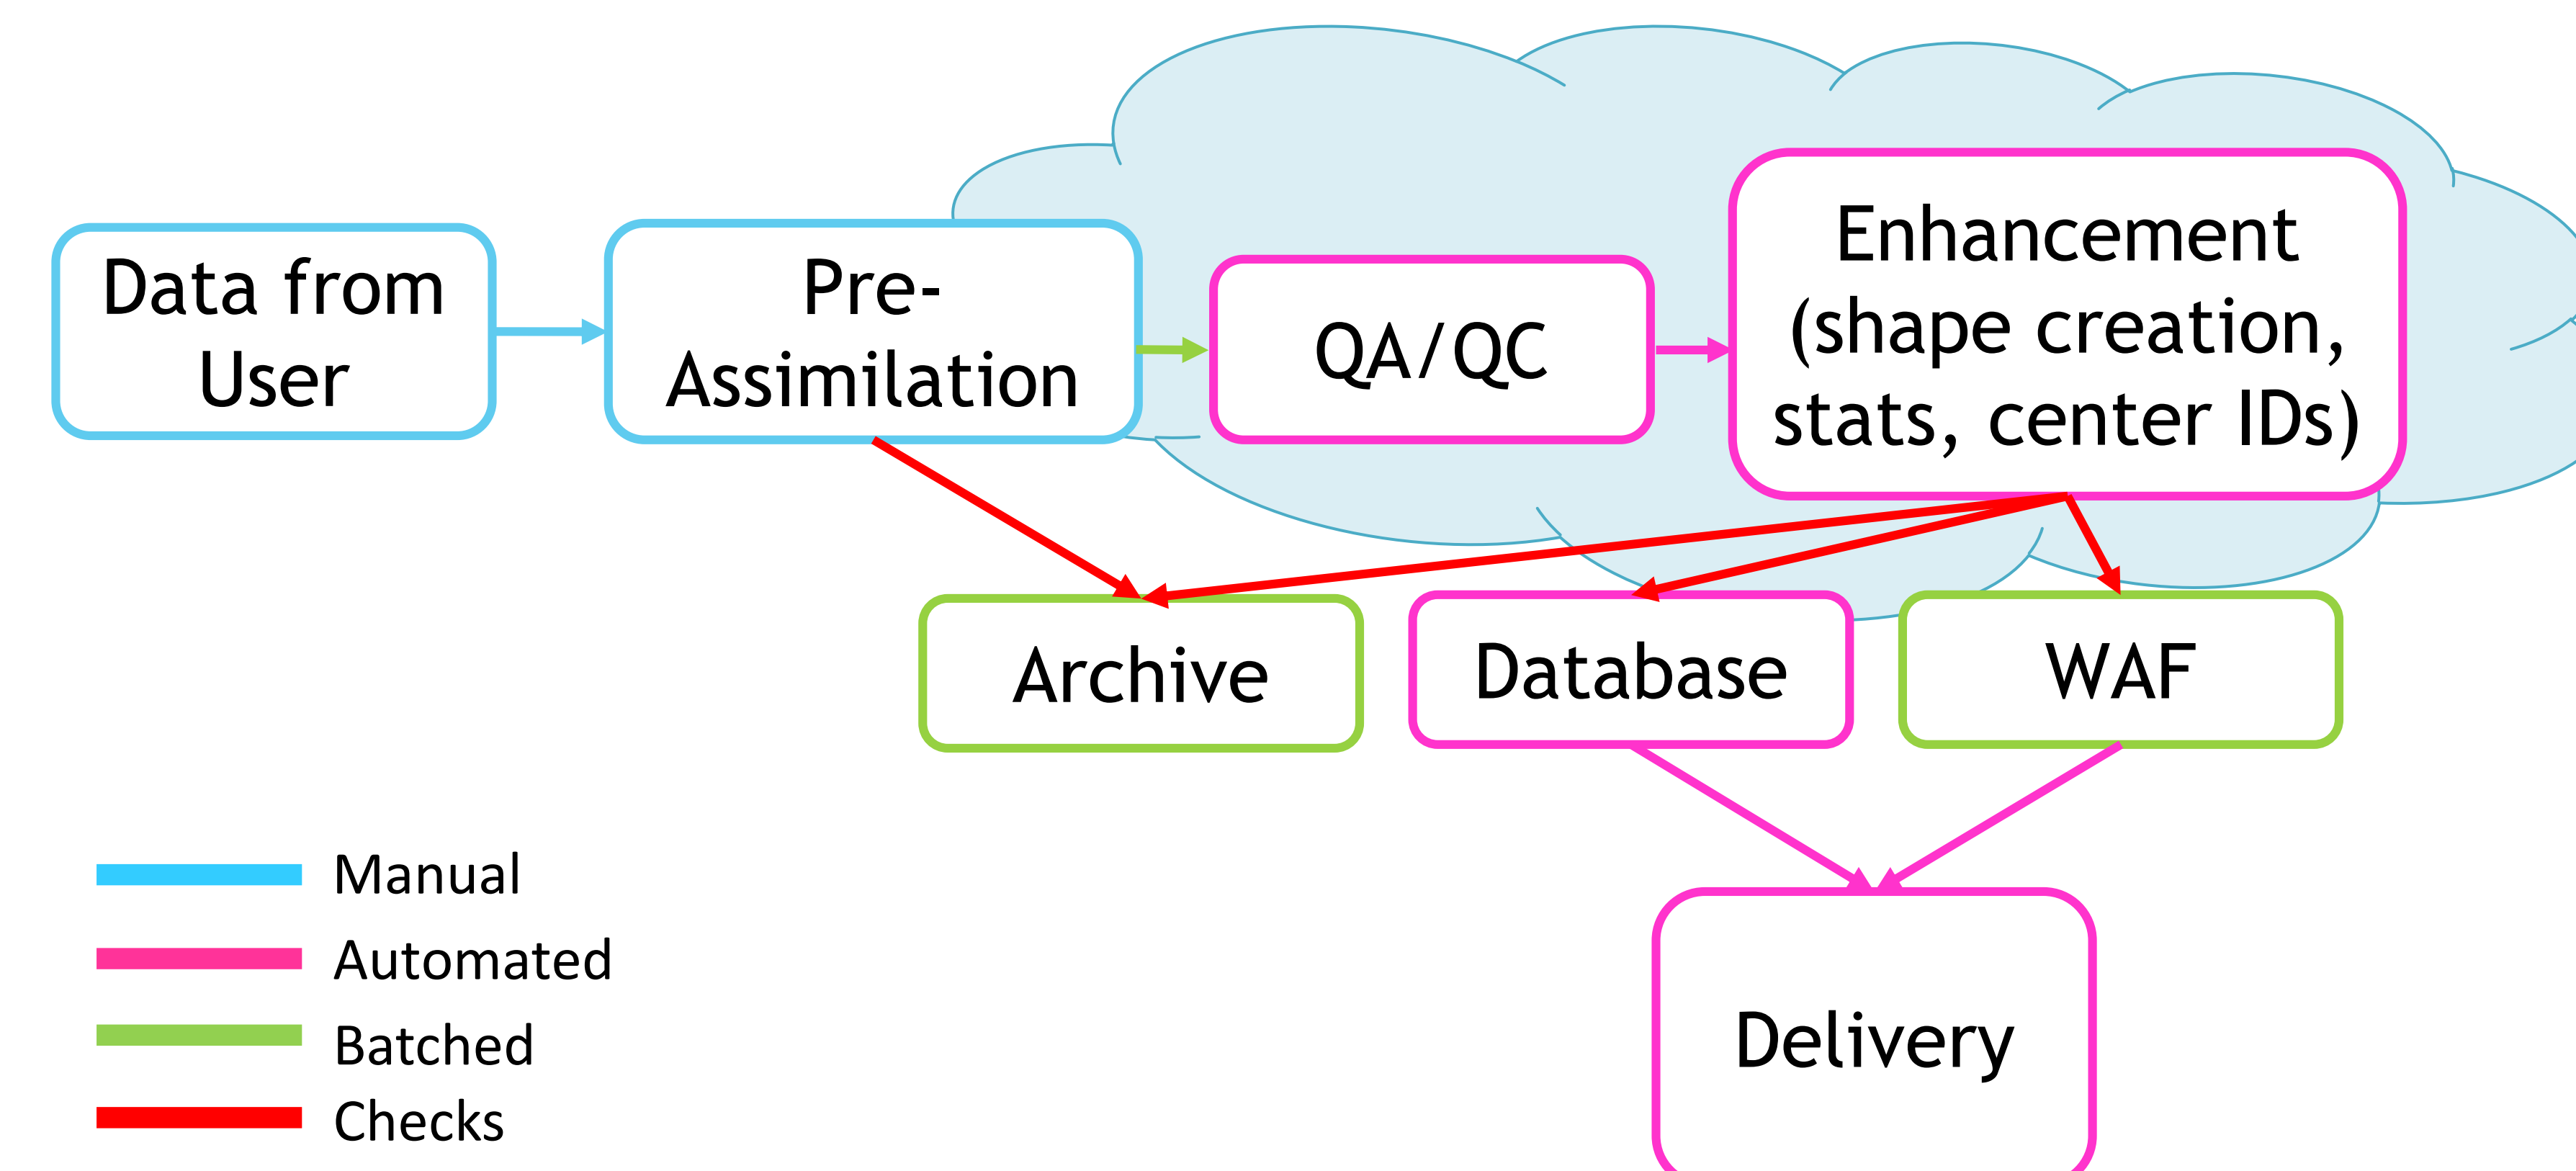 Data from
User
Pre-
Assimilation
QA/QC
Enhancement
(shape creation,
stats, center IDs)
Archive
Database
WAF
Delivery
Manual
Automated
Batched
Checks